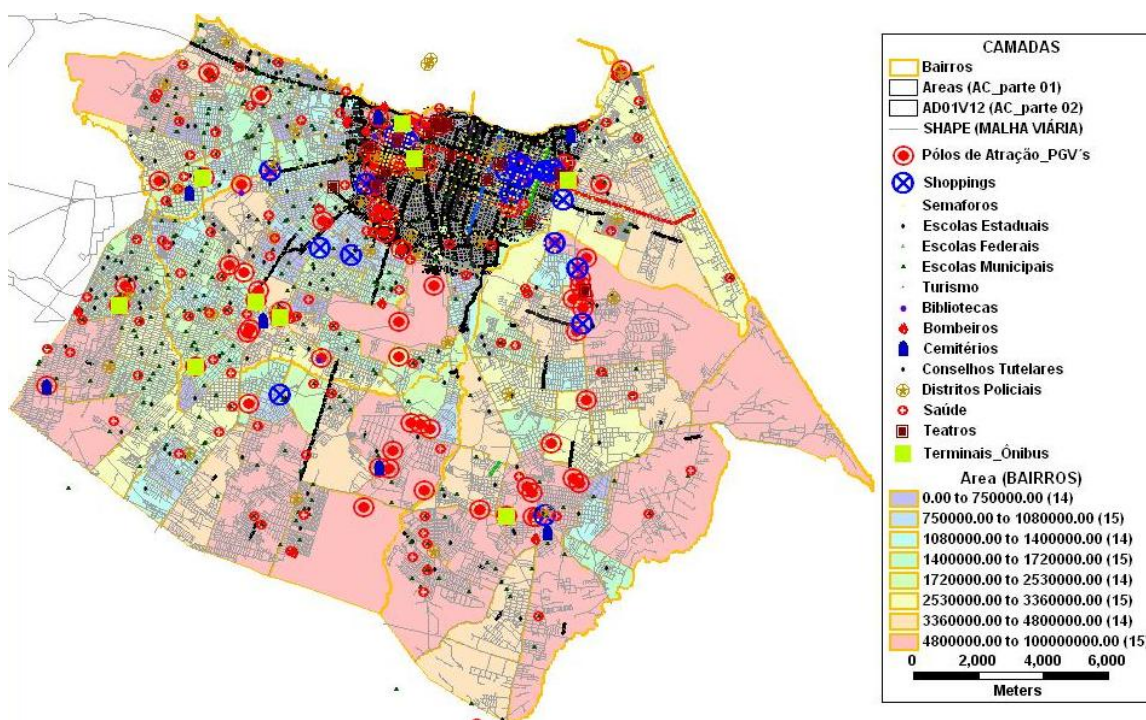 CAMADAS
Bairros
Areas (AC_parte 01)
AD01V12 (AC_parte 02)
SHAPE (MALHA VIÁRIA)
Pólos de Atração_PGV´s
Shoppings
Semaforos
Escolas Estaduais
Escolas Federais
Escolas Municipais
Turismo
Bibliotecas
Bombeiros
Cemitérios
Conselhos Tutelares
Distritos Policiais
Saúde
Teatros
Terminais_Ônibus
Area (BAIRROS)
0.00 to 750000.00 (14)
750000.00 to 1080000.00 (15)
1080000.00 to 1400000.00 (14)
1400000.00 to 1720000.00 (15)
1720000.00 to 2530000.00 (14)
2530000.00 to 3360000.00 (15)
3360000.00 to 4800000.00 (14)
4800000.00 to 100000000.00 (15)
0 2,000 4,000 6,000
Meters